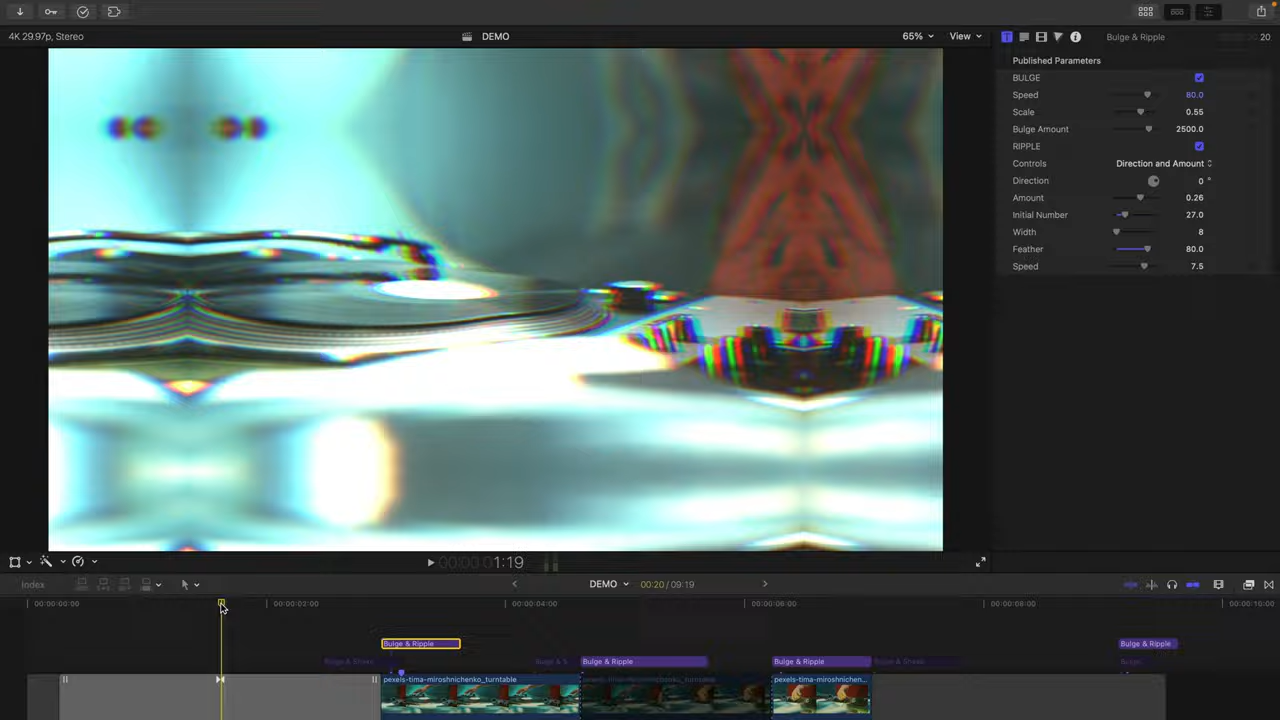 4K 29.97p, Stereo
DEMO
65%
View
Bulge & Ripple
20
Published Parameters
BULGE
Speed 80.0
Scale 0.55
Bulge Amount 2500.0
RIPPLE
Controls Direction and Amount
Direction 0 °
Amount 0.26
Initial Number 27.0
Width 8
Feather 80.0
Speed 7.5
00:00:01:19
Index
DEMO
00:20 / 09:19
00:00:00:00
00:00:02:00
00:00:04:00
00:00:06:00
00:00:08:00
00:00:10:00
Bulge & Ripple
Bulge & Ripple
Bulge & Shake
Bulge & S
Bulge & Ripple
Bulge & Ripple
Bulge & Shake
Bulge
pexels-tima-miroshnichenko_turntable
pexels-tima-miroshnichenko_turntable
pexels-tima-miroshnichen...